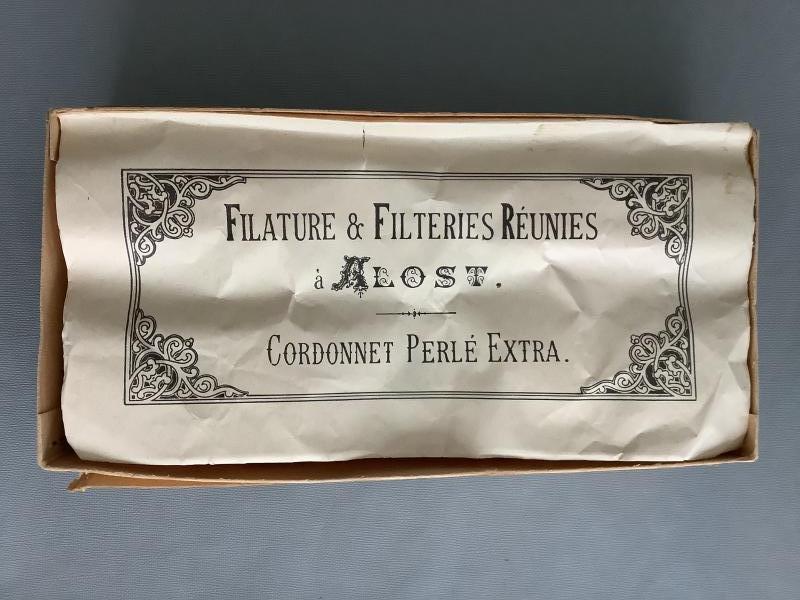 FILATURE & FILTERIES RÉUNIES
à ALOST.
CORDONNET PERLÉ EXTRA.